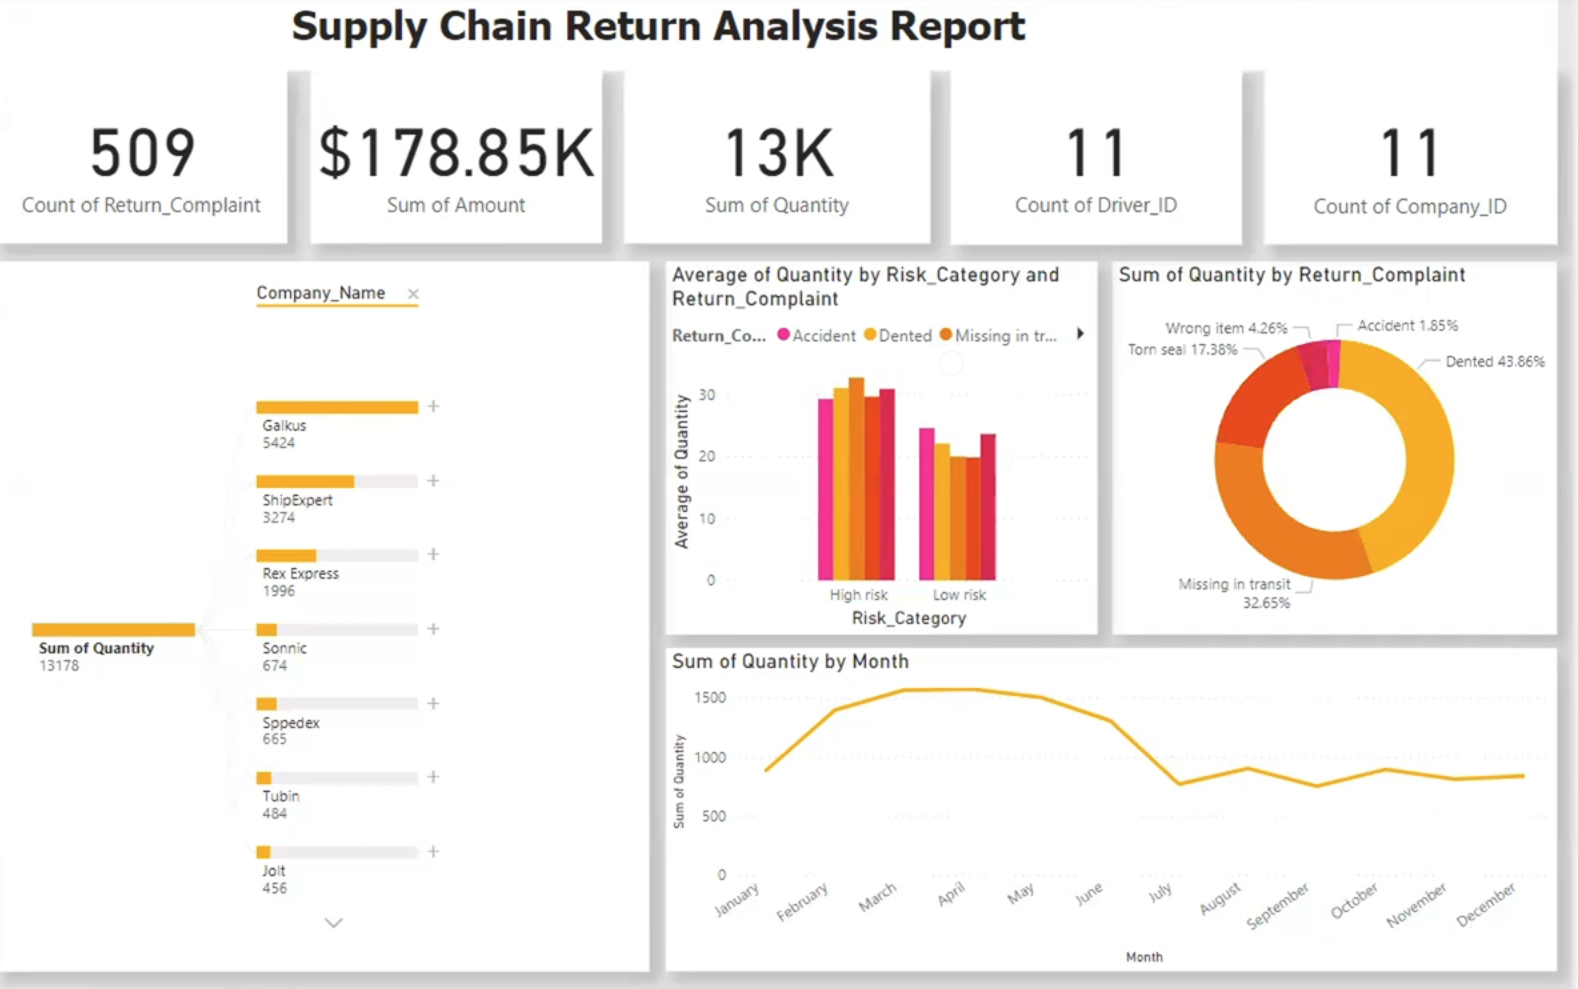 Supply Chain Return Analysis Report
509
Count of Return_Complaint
$178.85K
Sum of Amount
13K
Sum of Quantity
11
Count of Driver_ID
11
Count of Company_ID
Company_Name
Galkus
5424
ShipExpert
3274
Rex Express
1996
Sum of Quantity
13178
Sonnic
674
Sppedex
665
Tubin
484
Jolt
456
Average of Quantity by Risk_Category and
Return_Complaint
Return_Co... Accident Dented Missing in tr...
Average of Quantity
30
20
10
0
High risk Low risk
Risk_Category
Sum of Quantity by Return_Complaint
Wrong item 4.26%
Accident 1.85%
Torn seal 17.38%
Dented 43.86%
Missing in transit
32.65%
Sum of Quantity by Month
Sum of Quantity
1500
1000
500
0
January February March April May June July August September October November December
Month